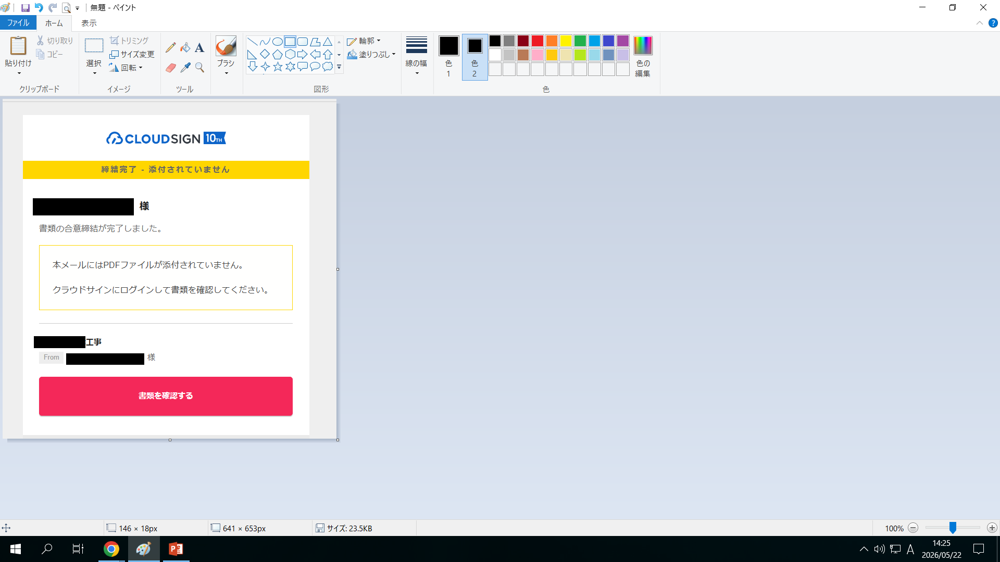 無題 - ペイント
ファイル ホーム 表示
貼り付け
切り取り
コピー
クリップボード
選択
トリミング
サイズ変更
回転
イメージ
A
ツール
ブラシ
輪郭
塗りつぶし
図形
線の幅
色
1
色
2
色の
編集
色
CLOUDSIGN 10TH
締結完了 - 添付されていません
様
書類の合意締結が完了しました。
本メールにはPDFファイルが添付されていません。
クラウドサインにログインして書類を確認してください。
工事
From 様
書類を確認する
146 × 18px
641 × 653px
サイズ: 23.5KB
100%
A
14:25
2026/05/22